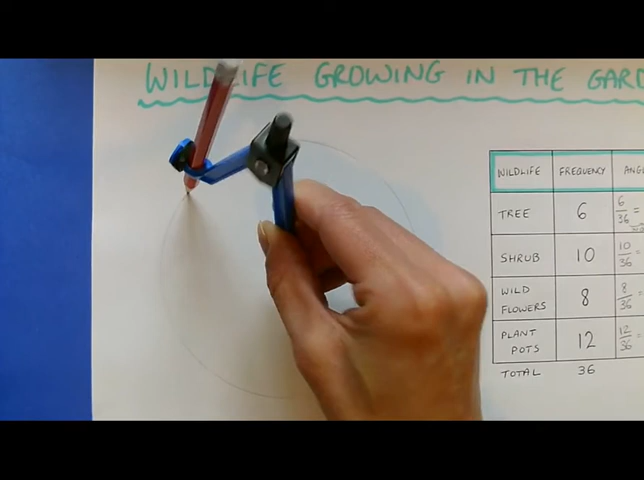 WILDLIFE GROWING IN THE GARD
WILDLIFE FREQUENCY ANGL
TREE 6 6/36 =
SHRUB 10 10/36 =
WILD FLOWERS 8 8/36 =
PLANT POTS 12 12/36 =
TOTAL 36